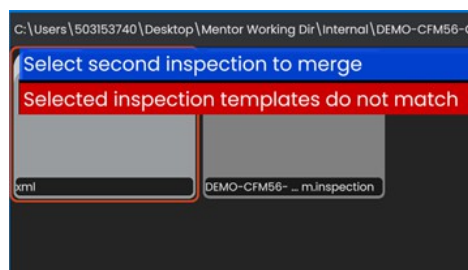 C:\Users\503153740\Desktop\Mentor Working Dir\Internal\DEMO-CFM56-
Select second inspection to merge
Selected inspection templates do not match
xml
DEMO-CFM56- ... m.inspection